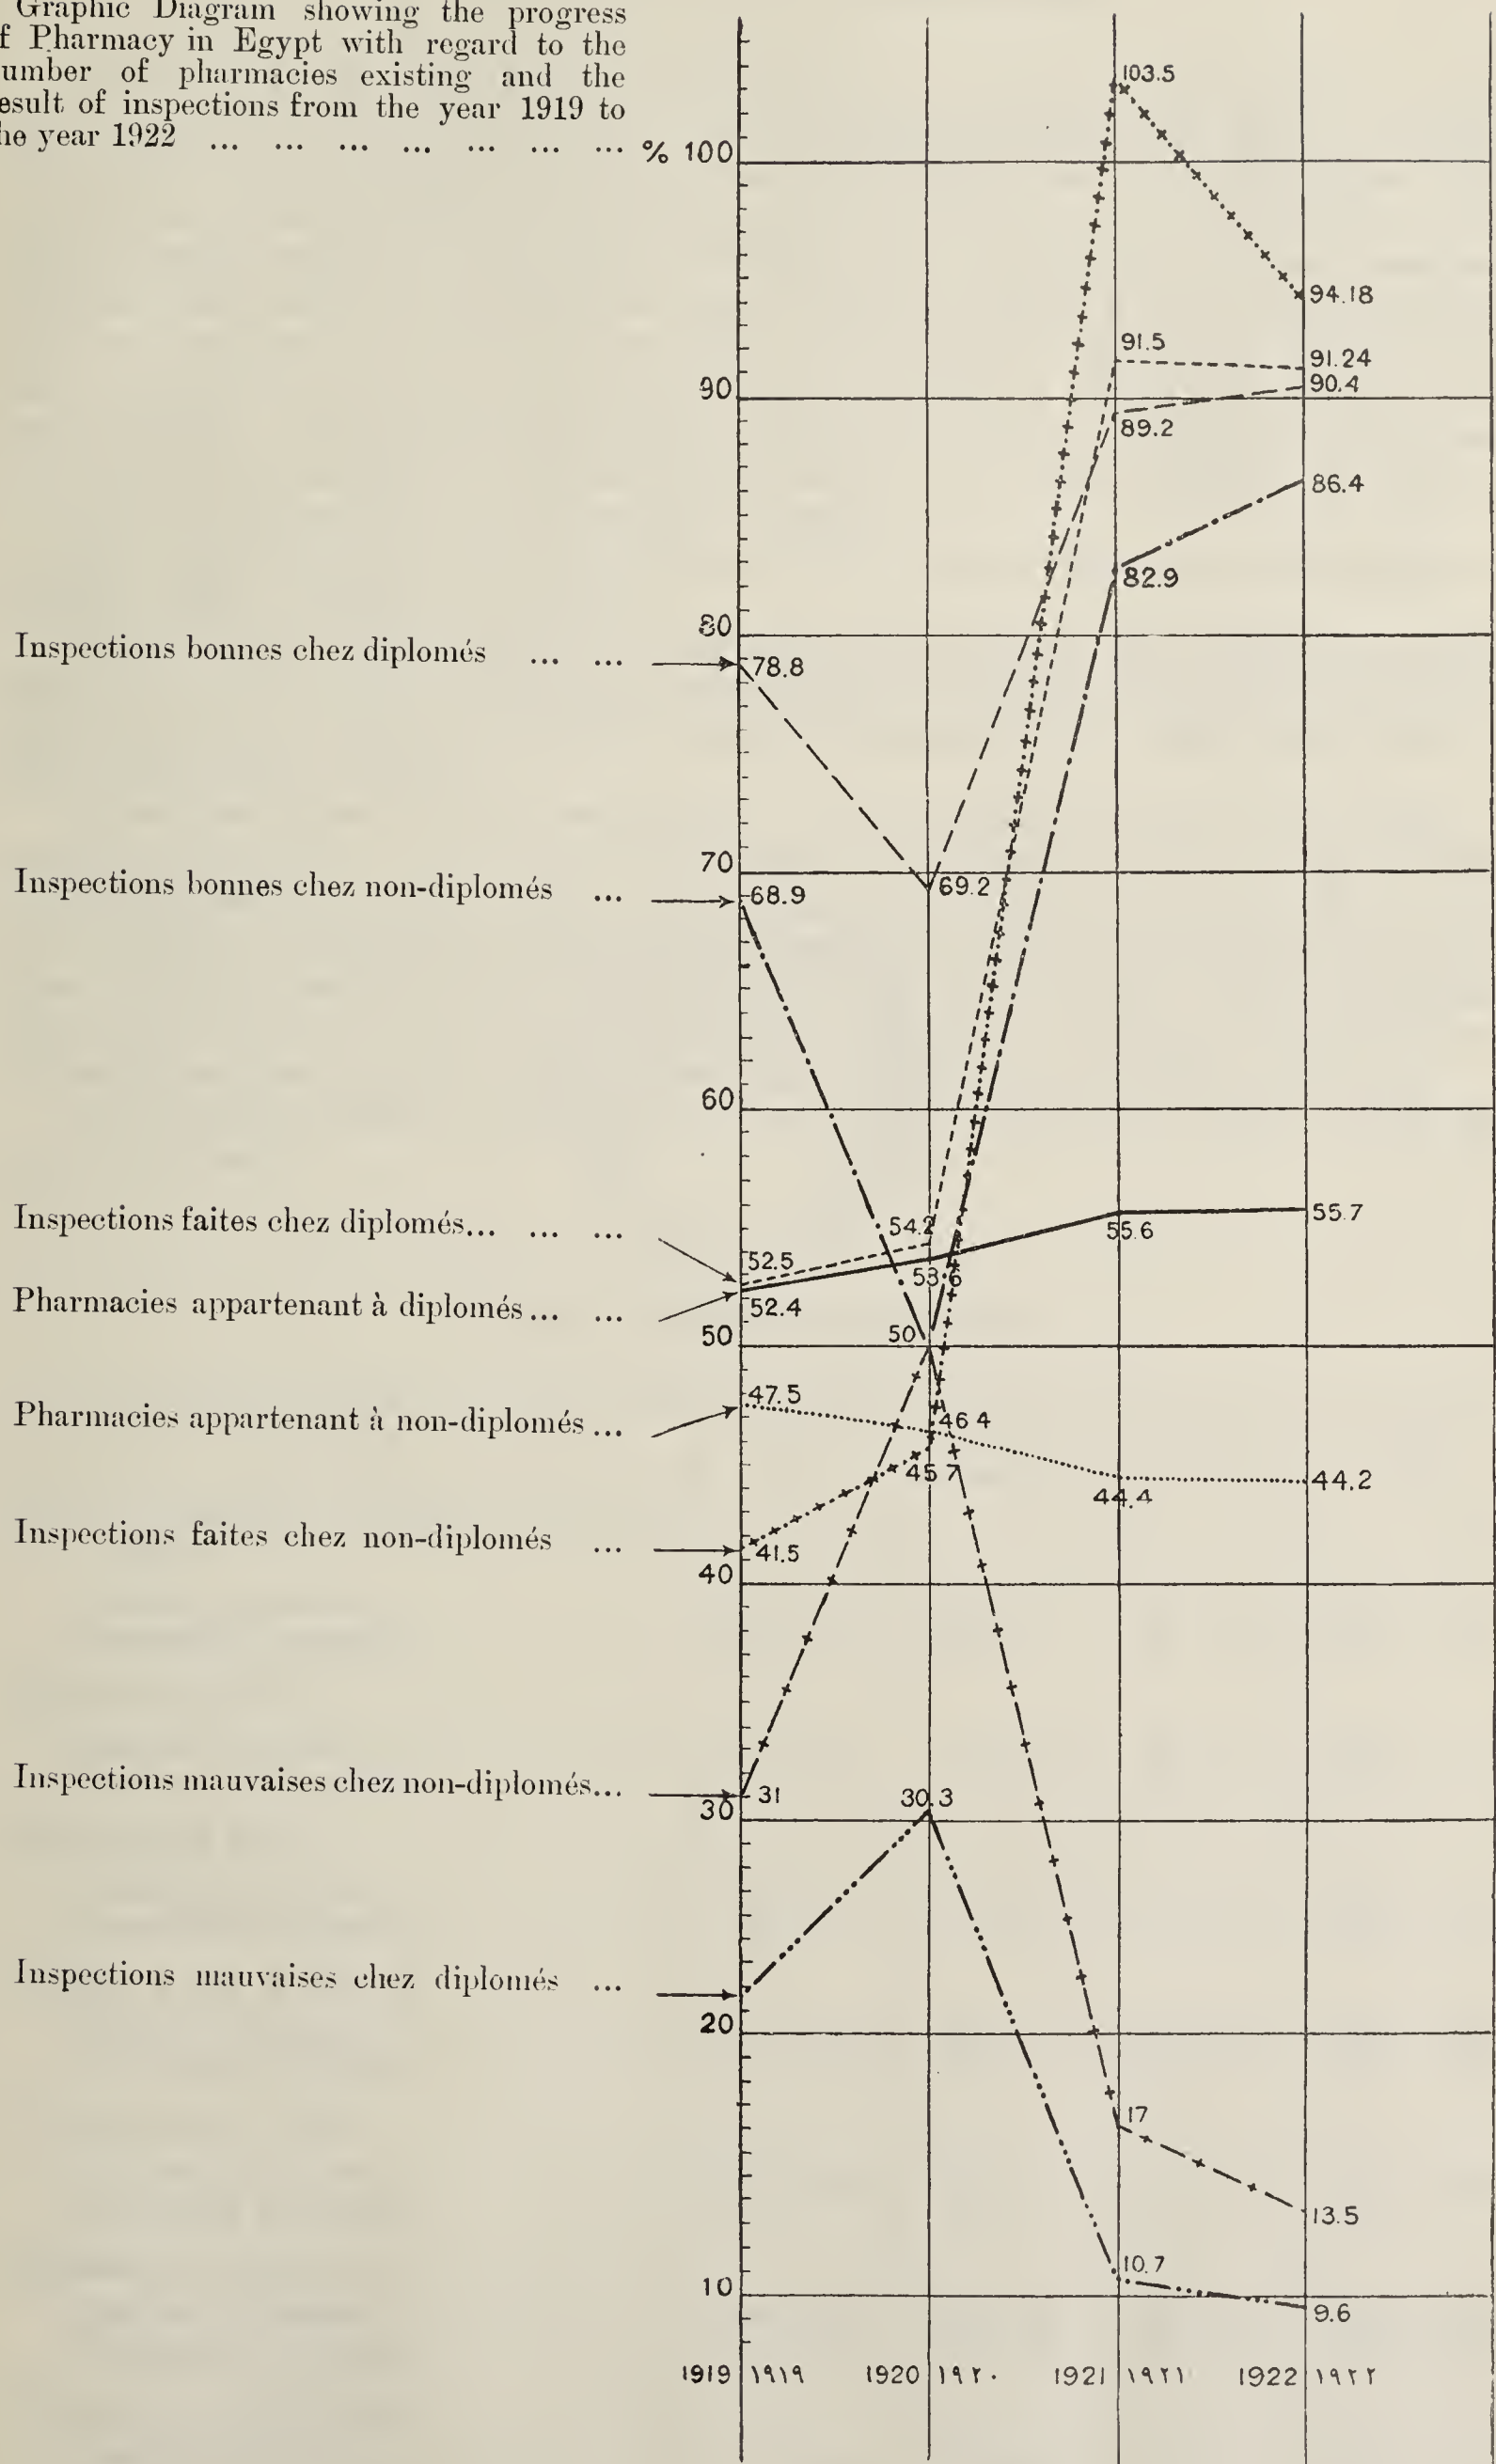 Graphic Diagram showing the progress
f Pharmacy in Egypt with regard to the
umber of pharmacies existing and the
esult of inspections from the year 1919 to
he year 1922 ... ... ... ... ... ... ... % 100
103.5
94.18
91.5
91.24
90.4
90
89.2
86.4
82.9
80
Inspections bonnes chez diplomés ... ...
78.8
70
Inspections bonnes chez non-diplomés ...
69.2
68.9
60
Inspections faites chez diplomés... ... ...
54.2
55.7
55.6
52.5
53.6
Pharmacies appartenant à diplomés... ...
52.4
50
50
Pharmacies appartenant à non-diplomés...
47.5
46 4
45 7
44.2
44.4
Inspections faites chez non-diplomés ...
41.5
40
Inspections mauvaises chez non-diplomés...
31
30.3
30
Inspections mauvaises chez diplomés ...
20
17
13.5
10.7
10
9.6
1919 ١٩١٩ 1920 ١٩٢٠ 1921 ١٩٢١ 1922 ١٩٢٢